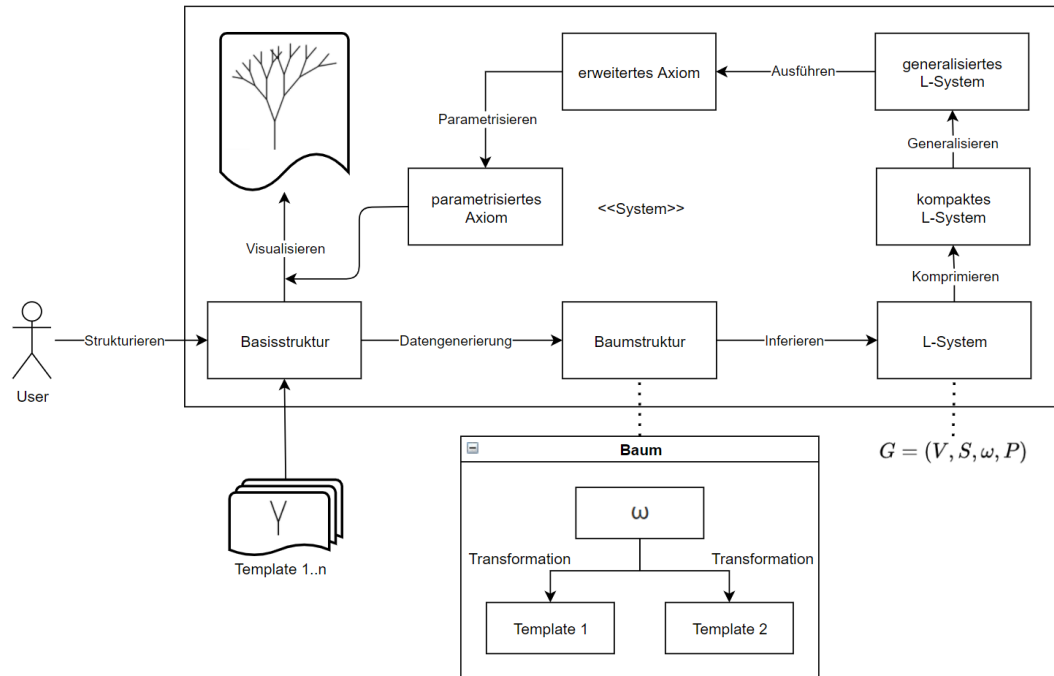 erweitertes Axiom
Ausführen
generalisiertes
L-System
Parametrisieren
Generalisieren
parametrisiertes
Axiom
<<System>>
kompaktes
L-System
Visualisieren
Komprimieren
User
Strukturieren
Basisstruktur
Datengenerierung
Baumstruktur
Inferieren
L-System
Template 1..n
Baum
ω
Transformation
Transformation
Template 1
Template 2
G = (V, S, ω, P)